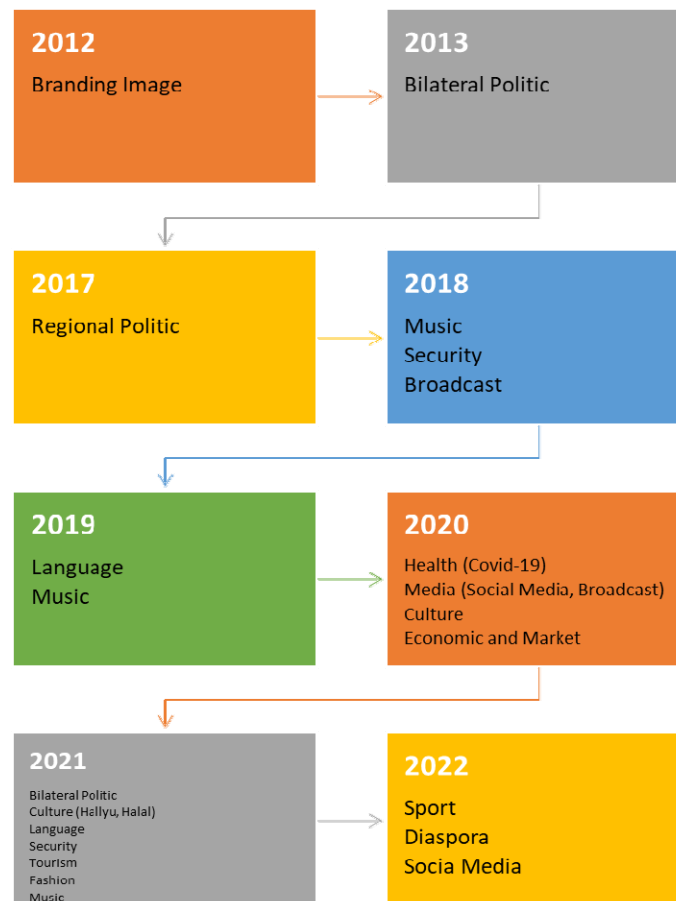 2012
Branding Image
2013
Bilateral Politic
2017
Regional Politic
2018
Music
Security
Broadcast
2019
Language
Music
2020
Health (Covid-19)
Media (Social Media, Broadcast)
Culture
Economic and Market
2021
Bilateral Politic
Culture (Hallyu, Halal)
Language
Security
Tourism
Fashion
Music
2022
Sport
Diaspora
Socia Media